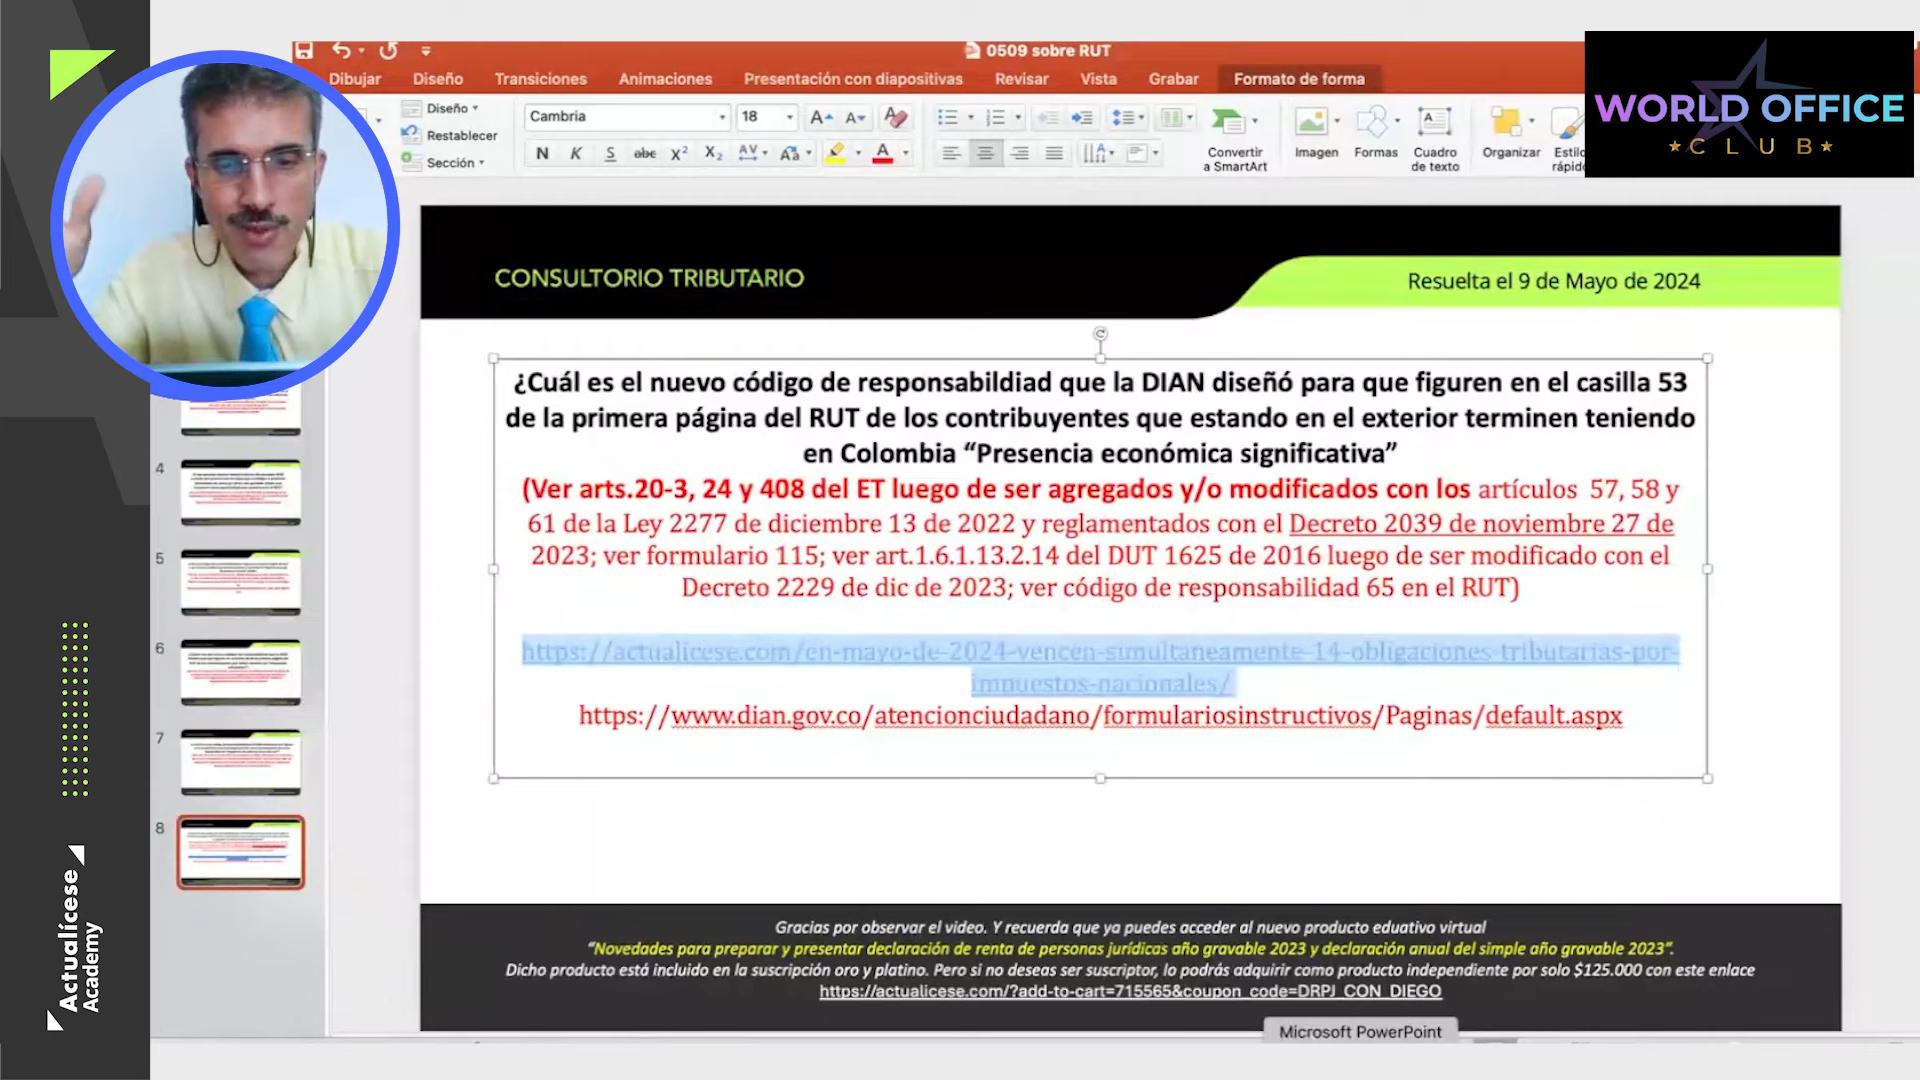 0509 sobre RUT
Dibujar Diseño Transiciones Animaciones Presentación con diapositivas Revisar Vista Grabar Formato de forma
WORLD OFFICE
CLUB
Diseño
Restablecer
Sección
Cambria 18
N K S abc X² X₂ AV Aa A
Convertir
a SmartArt
Imagen
Formas
Cuadro
de texto
Organizar
Estilo
rápido
CONSULTORIO TRIBUTARIO
Resuelta el 9 de Mayo de 2024
¿Cuál es el nuevo código de responsabildiad que la DIAN diseñó para que figuren en el casilla 53
de la primera página del RUT de los contribuyentes que estando en el exterior terminen teniendo
en Colombia “Presencia económica significativa”
(Ver arts.20-3, 24 y 408 del ET luego de ser agregados y/o modificados con los artículos 57, 58 y
61 de la Ley 2277 de diciembre 13 de 2022 y reglamentados con el Decreto 2039 de noviembre 27 de
2023; ver formulario 115; ver art.1.6.1.13.2.14 del DUT 1625 de 2016 luego de ser modificado con el
Decreto 2229 de dic de 2023; ver código de responsabilidad 65 en el RUT)
https://actualicese.com/en-mayo-de-2024-vencen-simultaneamente-14-obligaciones-tributarias-por-
impuestos-nacionales/
https://www.dian.gov.co/atencionciudadano/formulariosinstructivos/Paginas/default.aspx
4
5
6
7
8
Actualícese
Academy
Gracias por observar el video. Y recuerda que ya puedes acceder al nuevo producto eduativo virtual
“Novedades para preparar y presentar declaración de renta de personas jurídicas año gravable 2023 y declaración anual del simple año gravable 2023”.
Dicho producto está incluido en la suscripción oro y platino. Pero si no deseas ser suscriptor, lo podrás adquirir como producto independiente por solo $125.000 con este enlace
https://actualicese.com/?add-to-cart=715565&coupon_code=DRPJ_CON_DIEGO
Microsoft PowerPoint